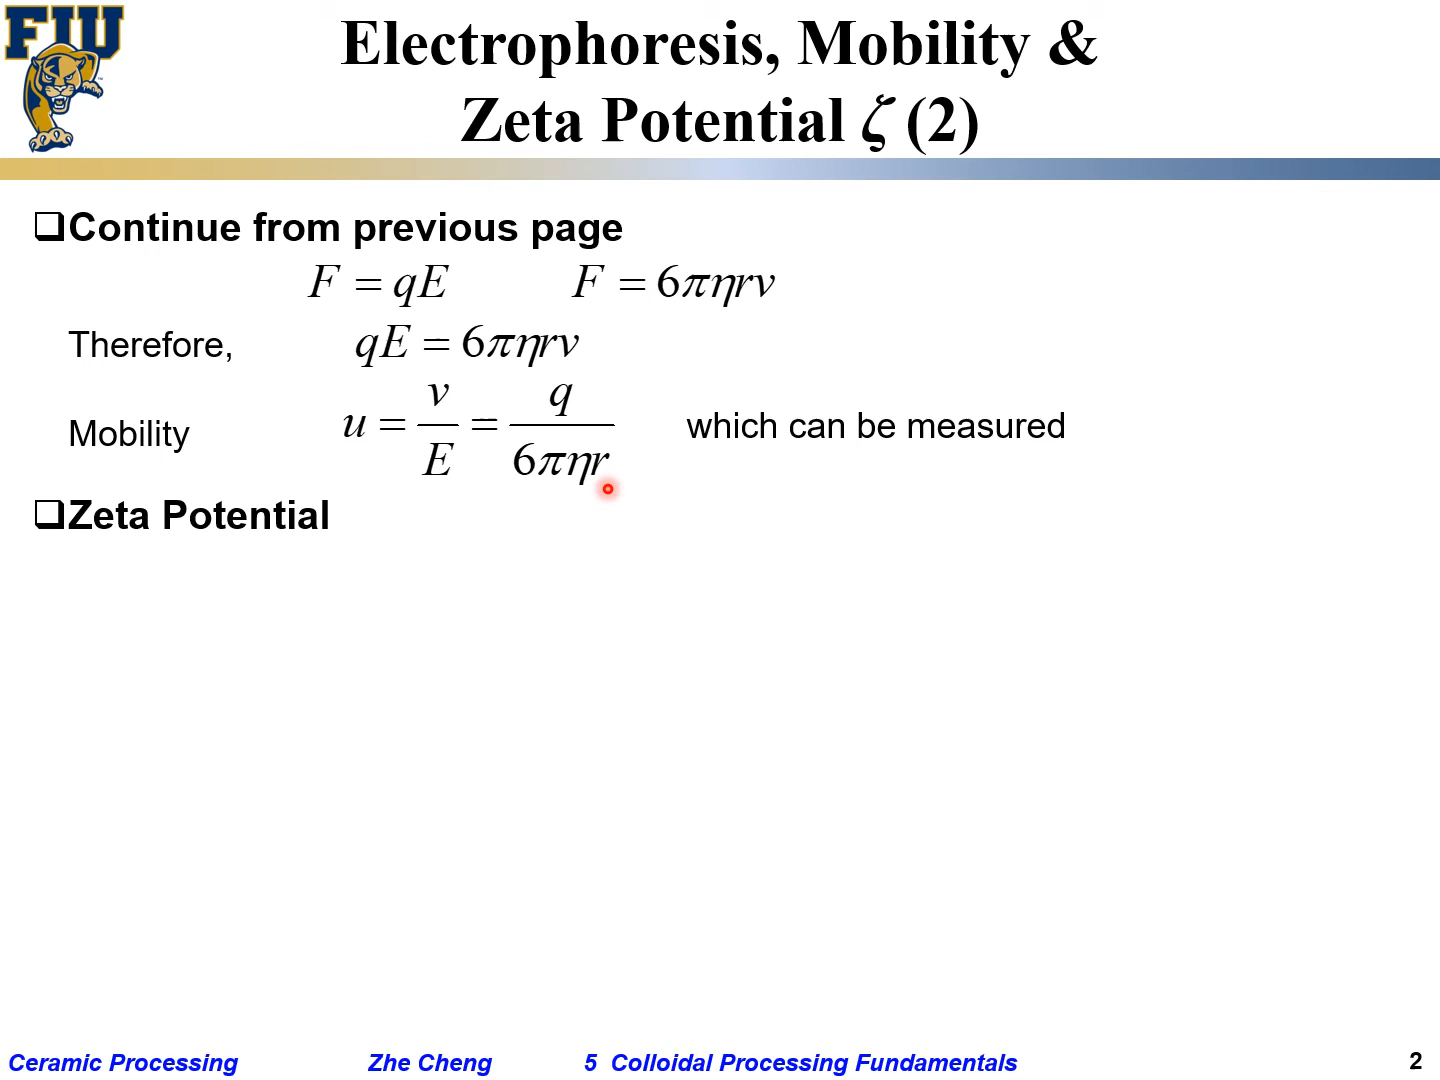 FIU
Electrophoresis, Mobility &
Zeta Potential ζ (2)
❑Continue from previous page
F = qE F = 6πηrv
Therefore, qE = 6πηrv
Mobility u = v/E = q/6πηr which can be measured
❑Zeta Potential
Ceramic Processing Zhe Cheng 5 Colloidal Processing Fundamentals 2